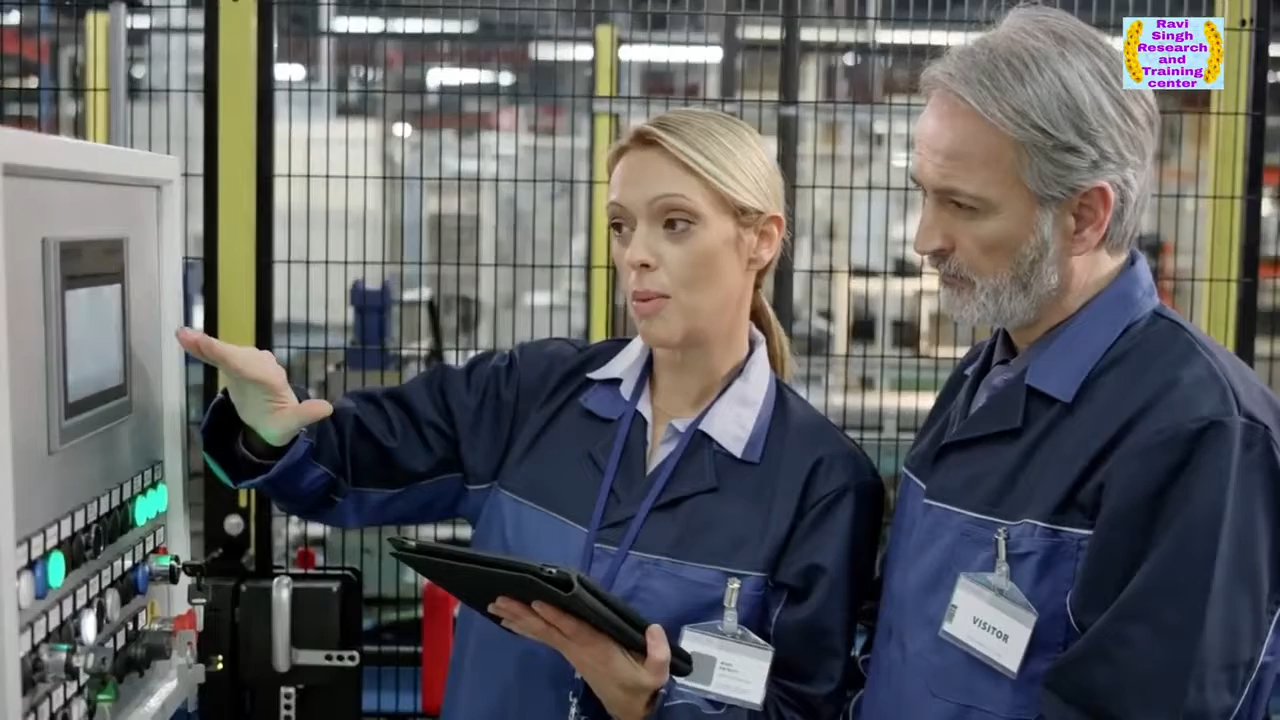 Ravi
Singh
Research
and
Training
center
VISITOR